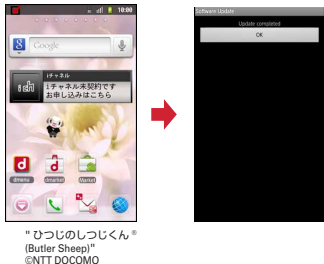 10:00
Google
iチャネル
iチャネル未契約です
お申し込みはこちら
dmenu
dmarket
Market
Software Update
Update completed
OK
" ひつじのしつじくん ®
(Butler Sheep)"
©NTT DOCOMO